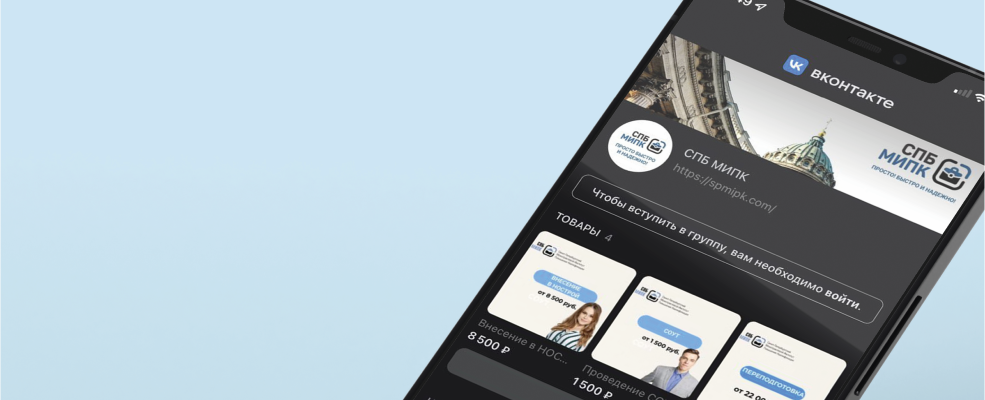 вконтакте
СПБ
МИПК
ПРОСТО! БЫСТРО И НАДЕЖНО!
СПБ
МИПК
ПРОСТО БЫСТРО
И НАДЕЖНО!
СПБ МИПК
https://spmipk.com/
Чтобы вступить в группу, вам необходимо войти.
ТОВАРЫ 4
СПБ
ВНЕСЕНИЕ
В НОСТРОЙ
от 8 500 руб.
Внесение в НОС...
8 500 ₽
СОУТ
от 1 500 руб.
Проведение СО
1 500 ₽
ПЕРЕПОДГОТОВКА
от 22 00